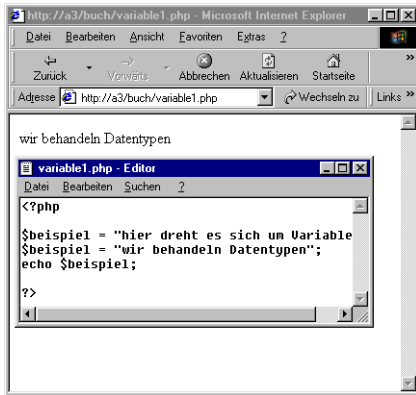 http://a3/buch/variable1.php - Microsoft Internet Explorer
Datei Bearbeiten Ansicht Favoriten Extras ?
Zurück Vorwärts Abbrechen Aktualisieren Startseite »
Adresse http://a3/buch/variable1.php Wechseln zu Links »
wir behandeln Datentypen
variable1.php - Editor
Datei Bearbeiten Suchen ?
<?php
$beispiel = "hier dreht es sich um Variable
$beispiel = "wir behandeln Datentypen";
echo $beispiel;
?>